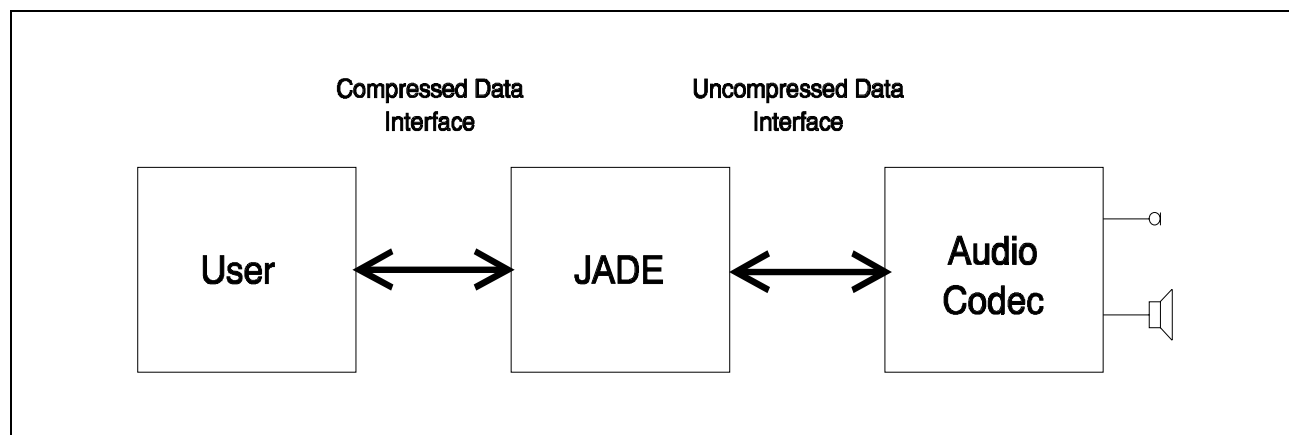 Compressed Data
Interface
Uncompressed Data
Interface
User
JADE
Audio
Codec